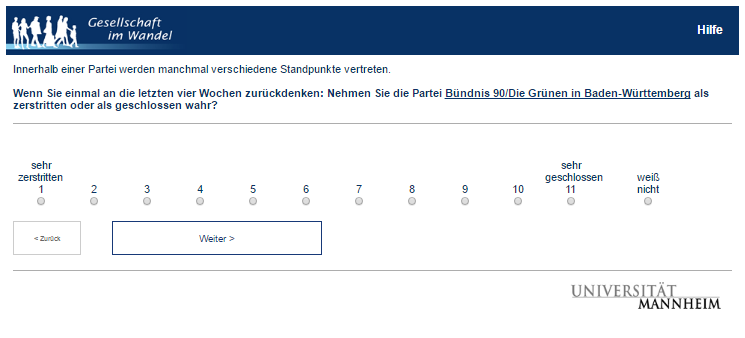 Gesellschaft
im Wandel
Hilfe
Innerhalb einer Partei werden manchmal verschiedene Standpunkte vertreten.
Wenn Sie einmal an die letzten vier Wochen zurückdenken: Nehmen Sie die Partei Bündnis 90/Die Grünen in Baden-Württemberg als
zerstritten oder als geschlossen wahr?
sehr sehr
zerstritten geschlossen weiß
1 2 3 4 5 6 7 8 9 10 11 nicht
< Zurück Weiter >
UNIVERSITÄT
MANNHEIM